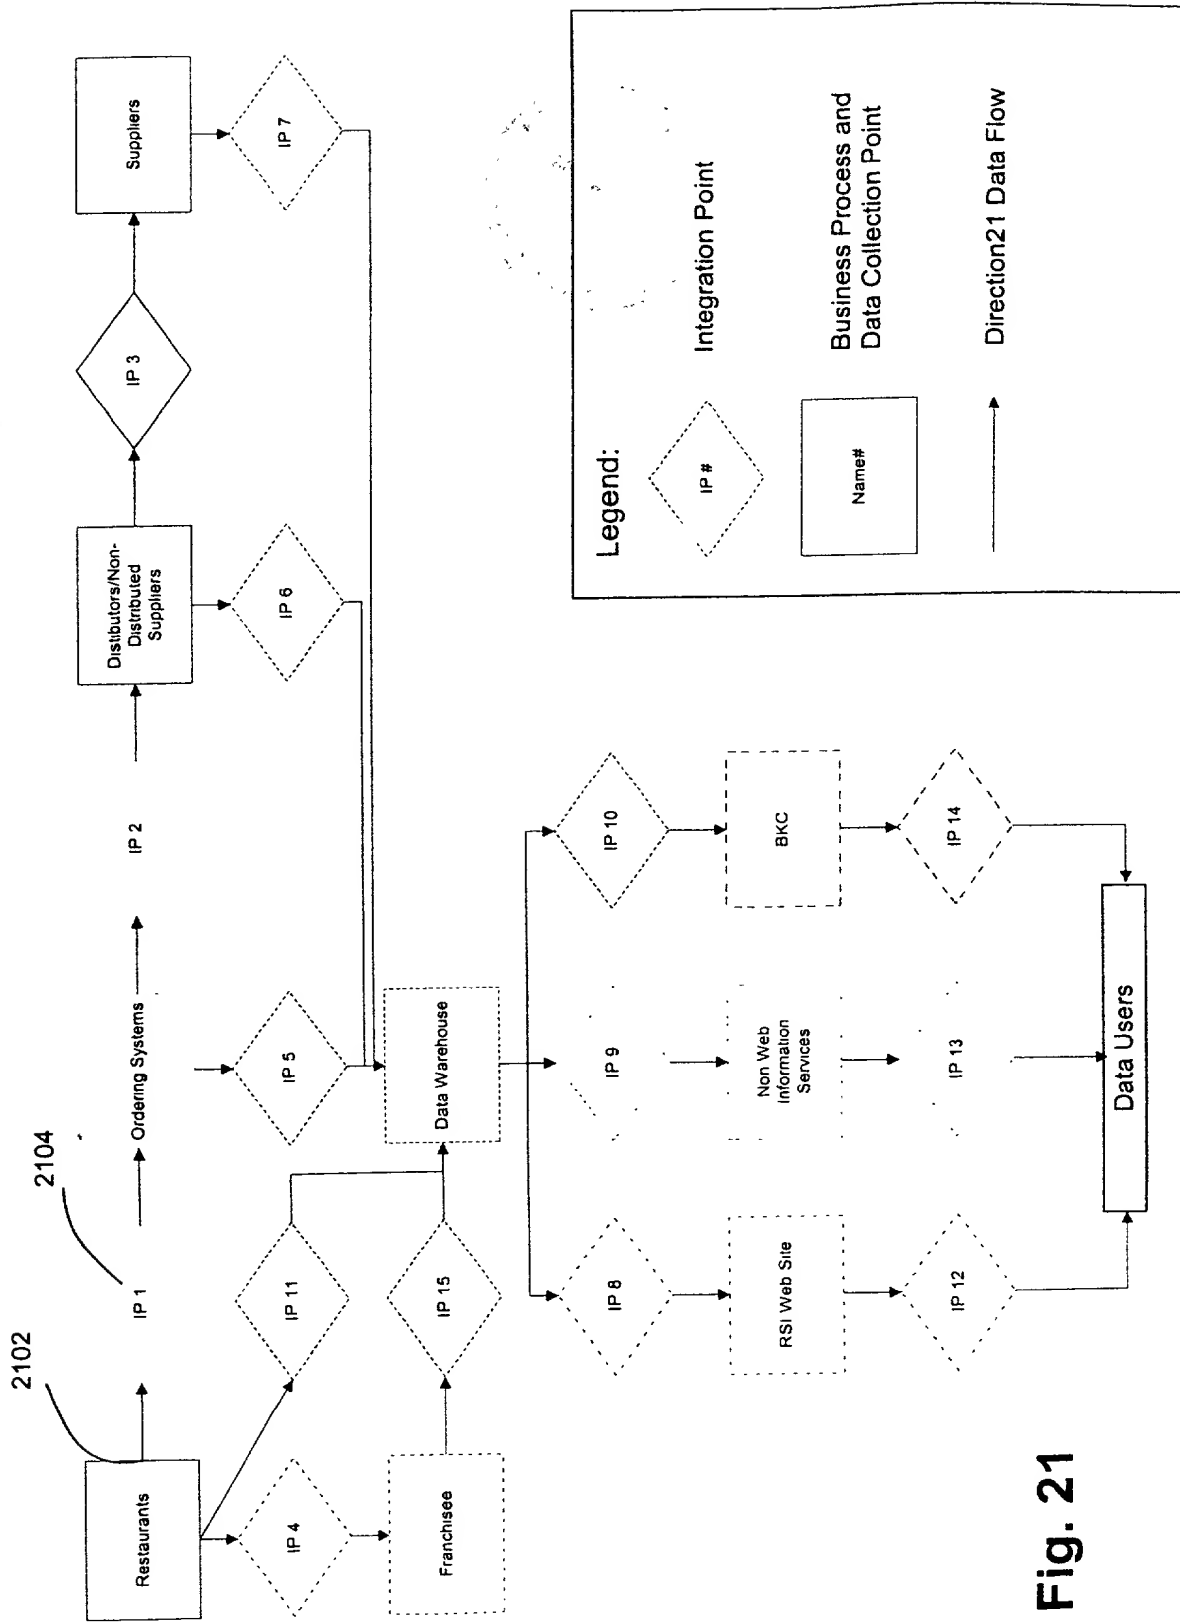 2102
2104
Restaurants
IP 1
Ordering Systems
IP 2
Distibutors/Non-
Distributed
Suppliers
IP 3
Suppliers
IP 4
IP 11
IP 5
IP 6
IP 7
Franchisee
IP 15
Data Warehouse
IP 8
IP 9
IP 10
RSI Web Site
Non Web
Information
Services
BKC
IP 12
IP 13
IP 14
Data Users
Legend:
IP #
Integration Point
Name#
Business Process and
Data Collection Point
Direction21 Data Flow
Fig. 21